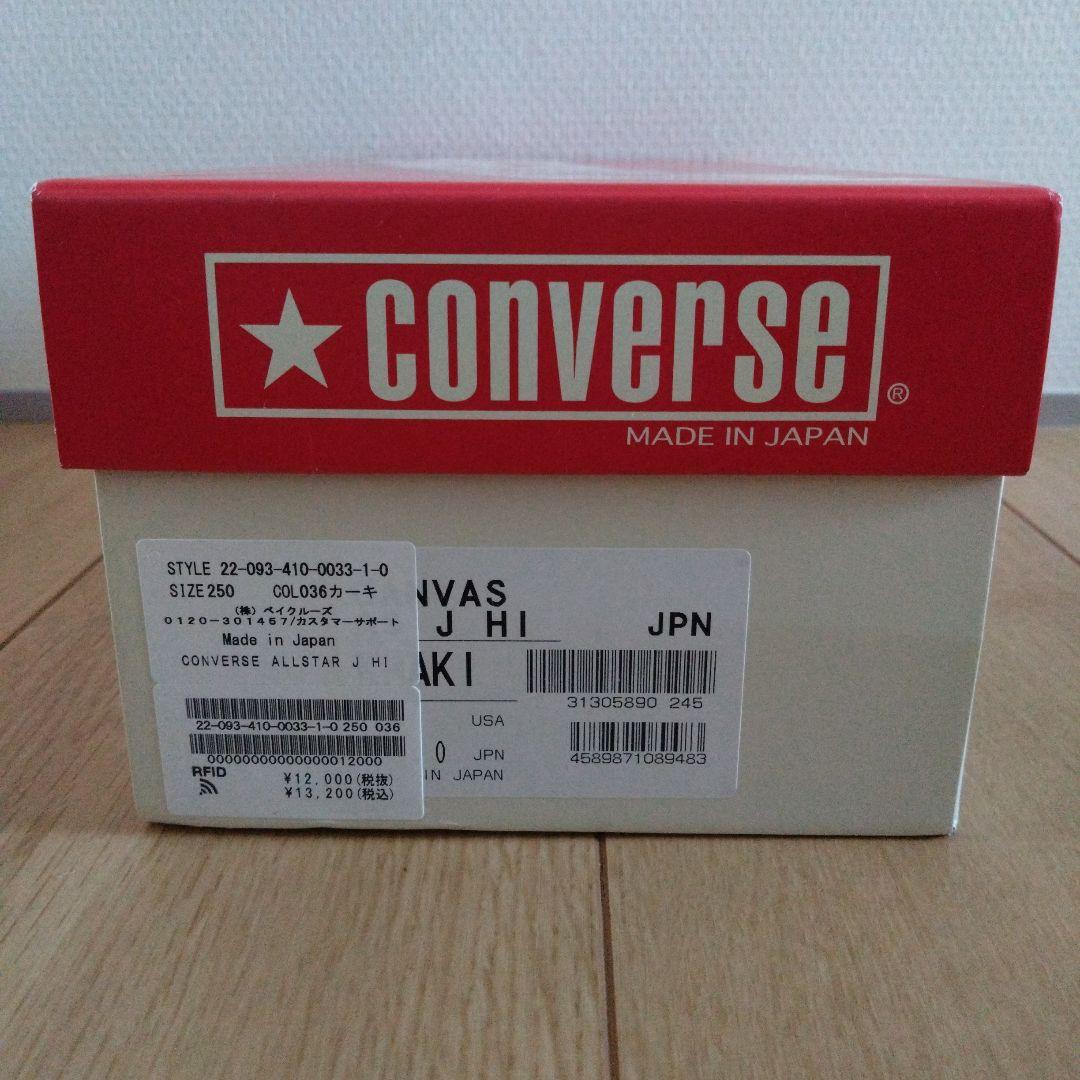 converse®
MADE IN JAPAN
STYLE 22-093-410-0033-1-0
SIZE250 COL036カーキ
(株) ベイクルーズ
0120-301457/カスタマーサポート
Made in Japan
CONVERSE ALLSTAR J HI
22-093-410-0033-1-0 250 036
00000000000000012000
RFID
¥12,000(税抜)
¥13,200(税込)
NVAS
J HI JPN
AKI
31305890 245
USA
0 JPN
4589871089483
IN JAPAN